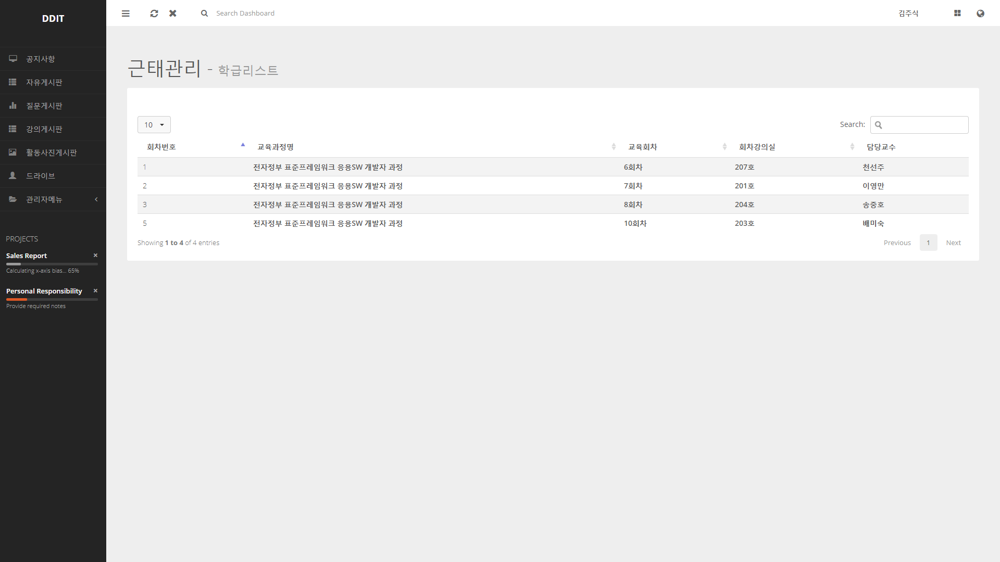 DDIT
Search Dashboard
김주식
공지사항
자유게시판
질문게시판
강의게시판
활동사진게시판
드라이브
관리자메뉴
PROJECTS
Sales Report
Calculating x-axis bias... 65%
Personal Responsibility
Provide required notes
근태관리 - 학급리스트
10
Search:
회차번호 교육과정명 교육회차 회차강의실 담당교수
1 전자정부 표준프레임워크 응용SW 개발자 과정 6회차 207호 천선주
2 전자정부 표준프레임워크 응용SW 개발자 과정 7회차 201호 이영만
3 전자정부 표준프레임워크 응용SW 개발자 과정 8회차 204호 송중호
5 전자정부 표준프레임워크 응용SW 개발자 과정 10회차 203호 배미숙
Showing 1 to 4 of 4 entries
Previous 1 Next